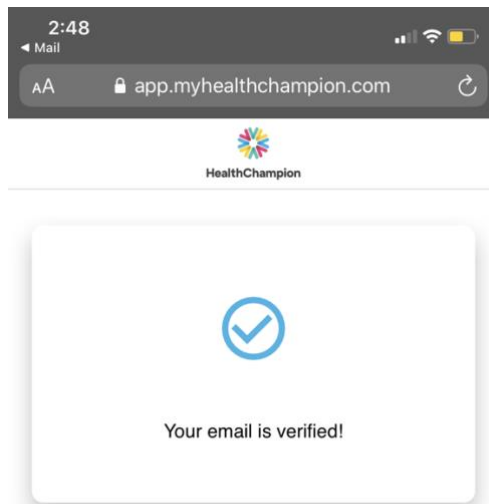 2:48
◀ Mail
AA
app.myhealthchampion.com
HealthChampion
Your email is verified!